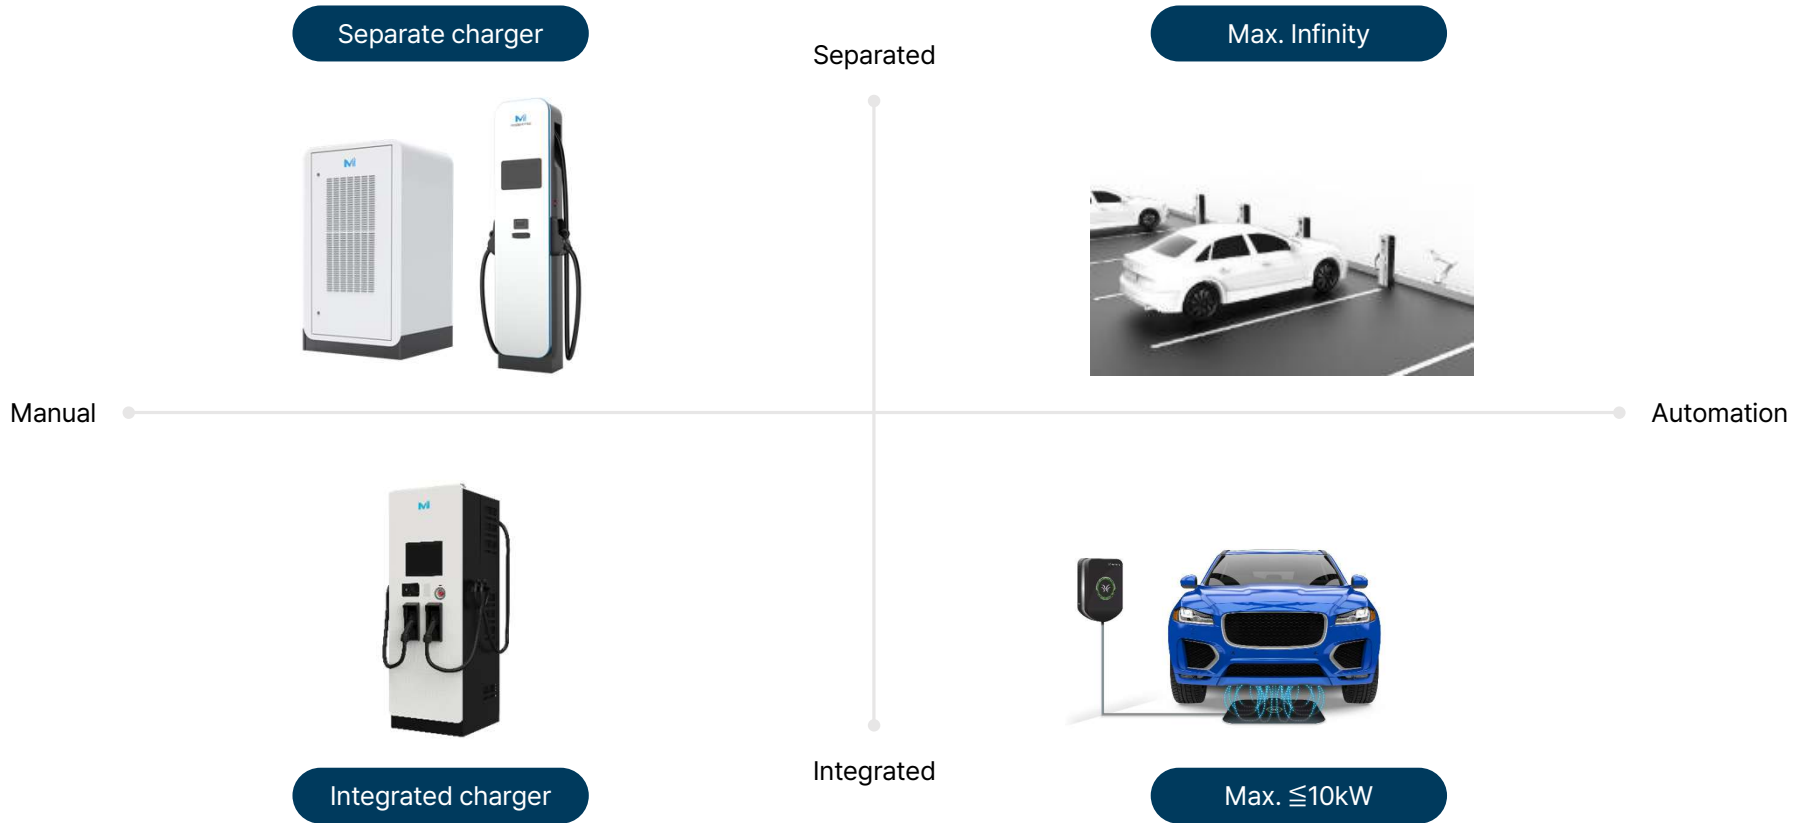 Separate charger
Separated
Max. Infinity
Manual
Automation
Integrated
Integrated charger
Max. ≦10kW